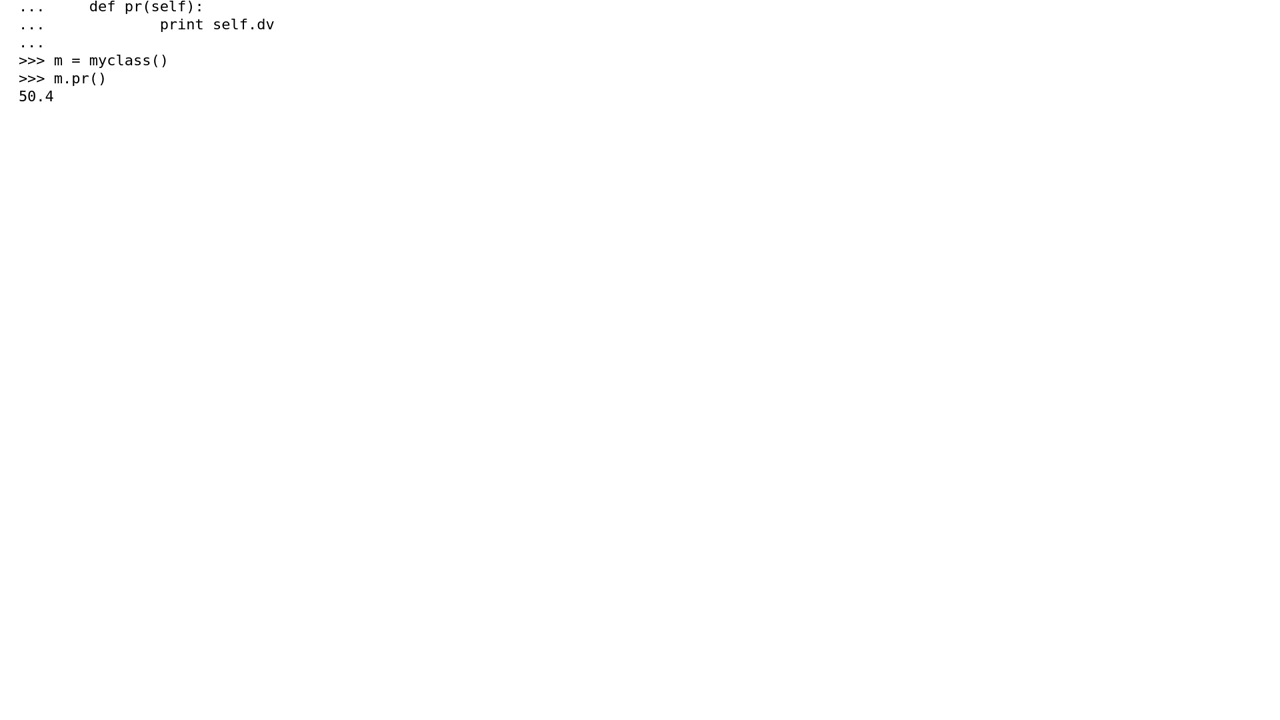 ...     def pr(self):
...             print self.dv
...
>>> m = myclass()
>>> m.pr()
50.4